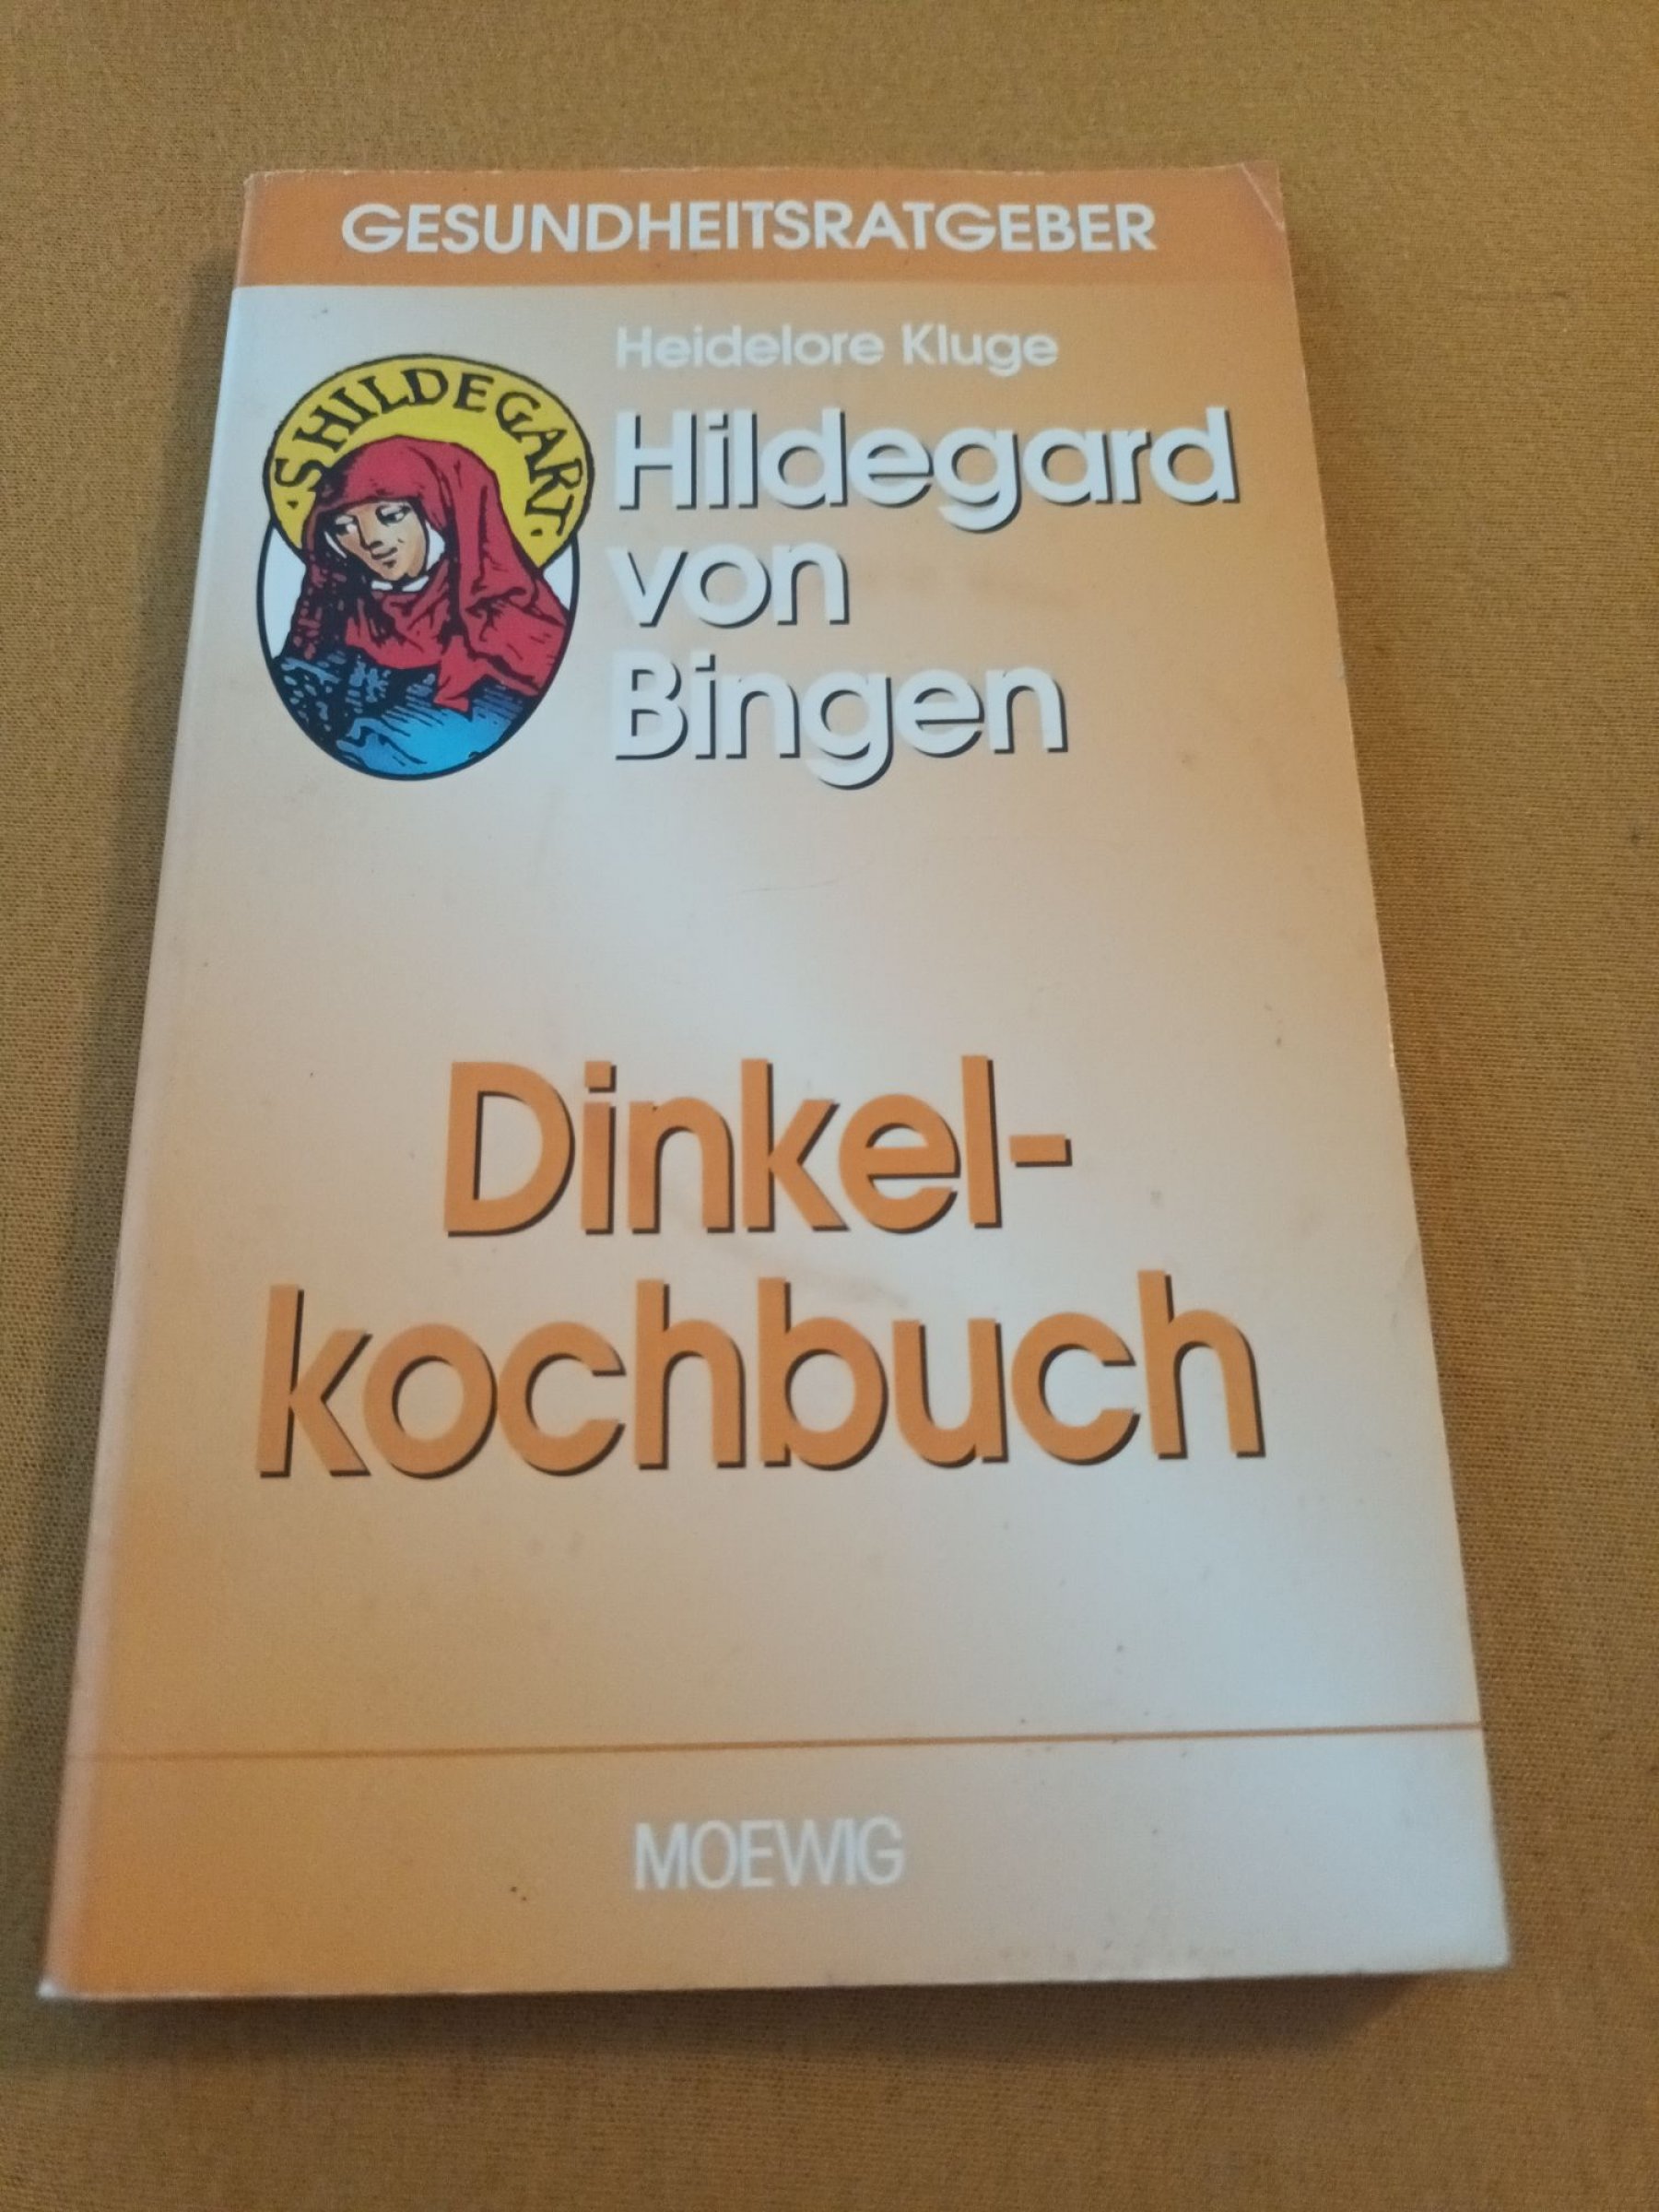 GESUNDHEITSRATGEBER
Heidelore Kluge
·S HILDEGART·
Hildegard
von
Bingen
Dinkel-
kochbuch
MOEWIG